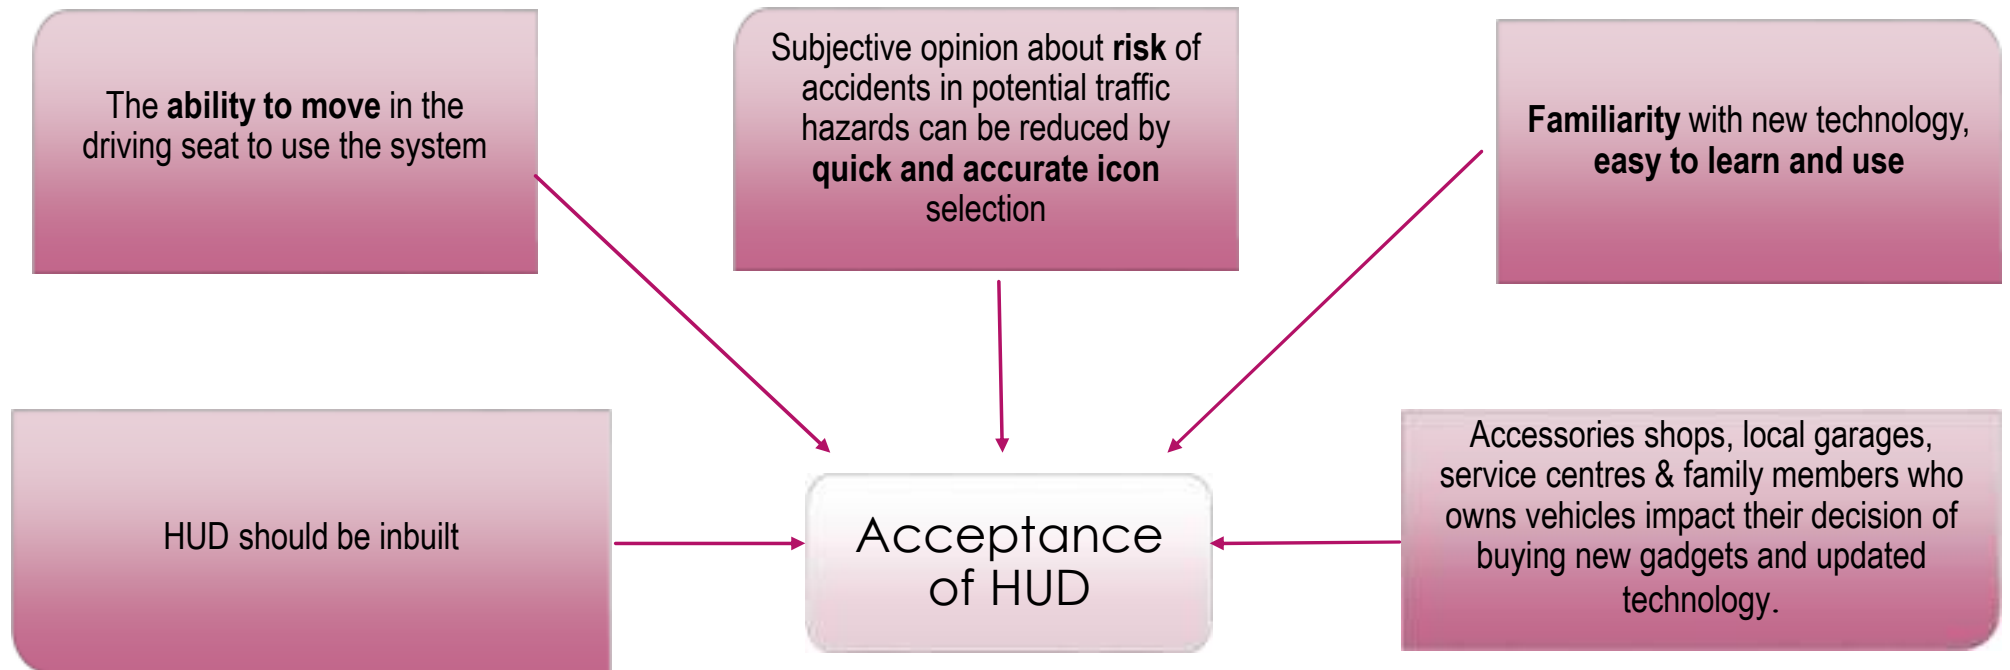 The ability to move in the
driving seat to use the system
Subjective opinion about risk of
accidents in potential traffic
hazards can be reduced by
quick and accurate icon
selection
Familiarity with new technology,
easy to learn and use
HUD should be inbuilt
Acceptance
of HUD
Accessories shops, local garages,
service centres & family members who
owns vehicles impact their decision of
buying new gadgets and updated
technology.